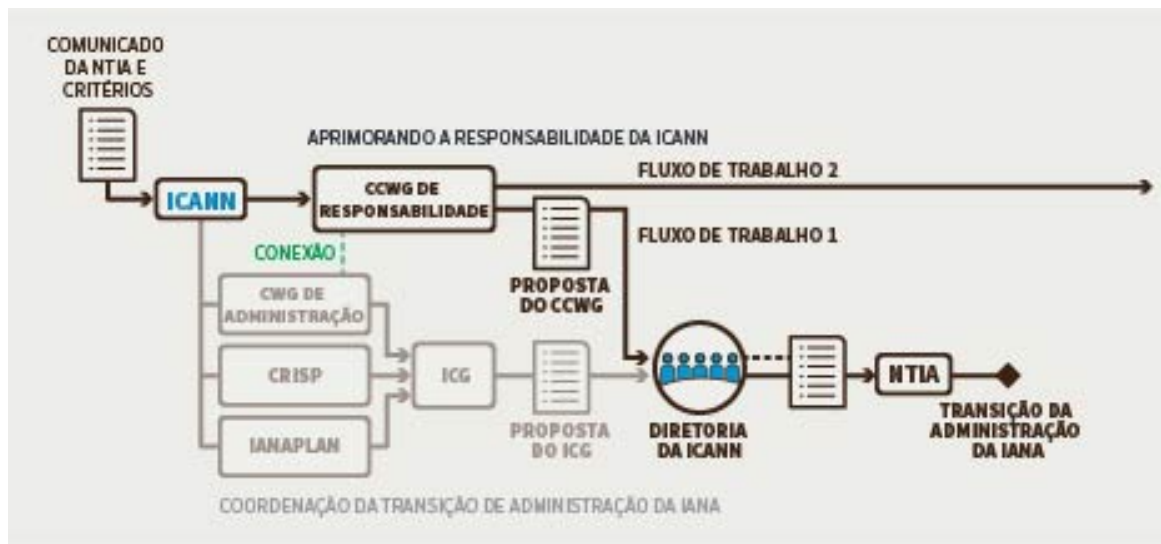 COMUNICADO
DA NTIA E
CRITÉRIOS
APRIMORANDO A RESPONSABILIDADE DA ICANN
ICANN
CCWG DE
RESPONSABILIDADE
FLUXO DE TRABALHO 2
FLUXO DE TRABALHO 1
CONEXÃO
PROPOSTA
DO CCWG
CWG DE
ADMINISTRAÇÃO
CRISP
IANAPLAN
ICG
PROPOSTA
DO ICG
DIRETORIA
DA ICANN
NTIA
TRANSIÇÃO DA
ADMINISTRAÇÃO
DA IANA
COORDENAÇÃO DA TRANSIÇÃO DE ADMINISTRAÇÃO DA IANA